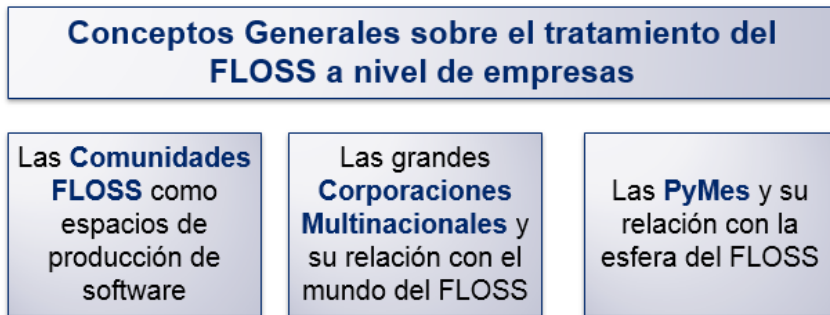 Conceptos Generales sobre el tratamiento del
FLOSS a nivel de empresas
Las Comunidades
FLOSS como
espacios de
producción de
software
Las grandes
Corporaciones
Multinacionales y
su relación con el
mundo del FLOSS
Las PyMes y su
relación con la
esfera del FLOSS